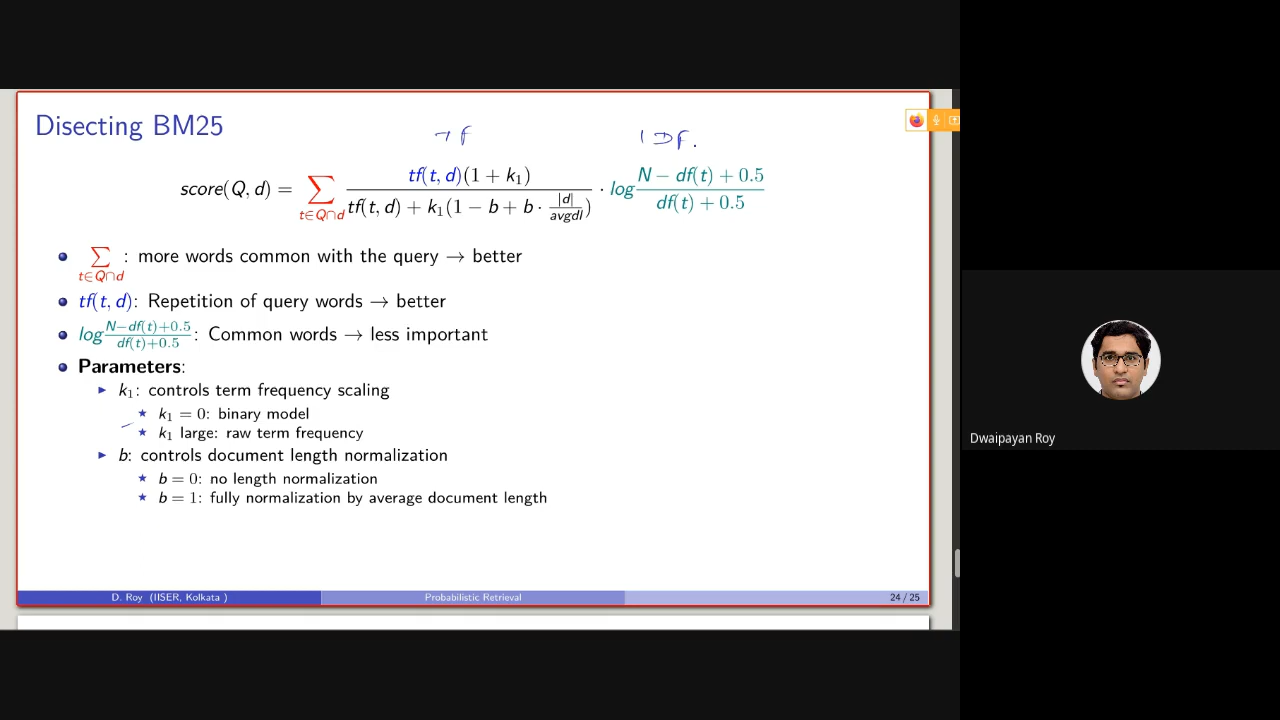 Disecting BM25
TF IDF.
score(Q, d) = ∑_{t∈Q∩d} \frac{tf(t, d)(1 + k₁)}{tf(t, d) + k₁(1 − b + b · \frac{|d|}{avgdl})} · log \frac{N − df(t) + 0.5}{df(t) + 0.5}
• ∑_{t∈Q∩d} : more words common with the query → better
• tf(t, d): Repetition of query words → better
• log \frac{N−df(t)+0.5}{df(t)+0.5}: Common words → less important
• Parameters:
▶ k₁: controls term frequency scaling
★ k₁ = 0: binary model
★ k₁ large: raw term frequency
▶ b: controls document length normalization
★ b = 0: no length normalization
★ b = 1: fully normalization by average document length
D. Roy (IISER, Kolkata ) Probabilistic Retrieval 24 / 25
Dwaipayan Roy